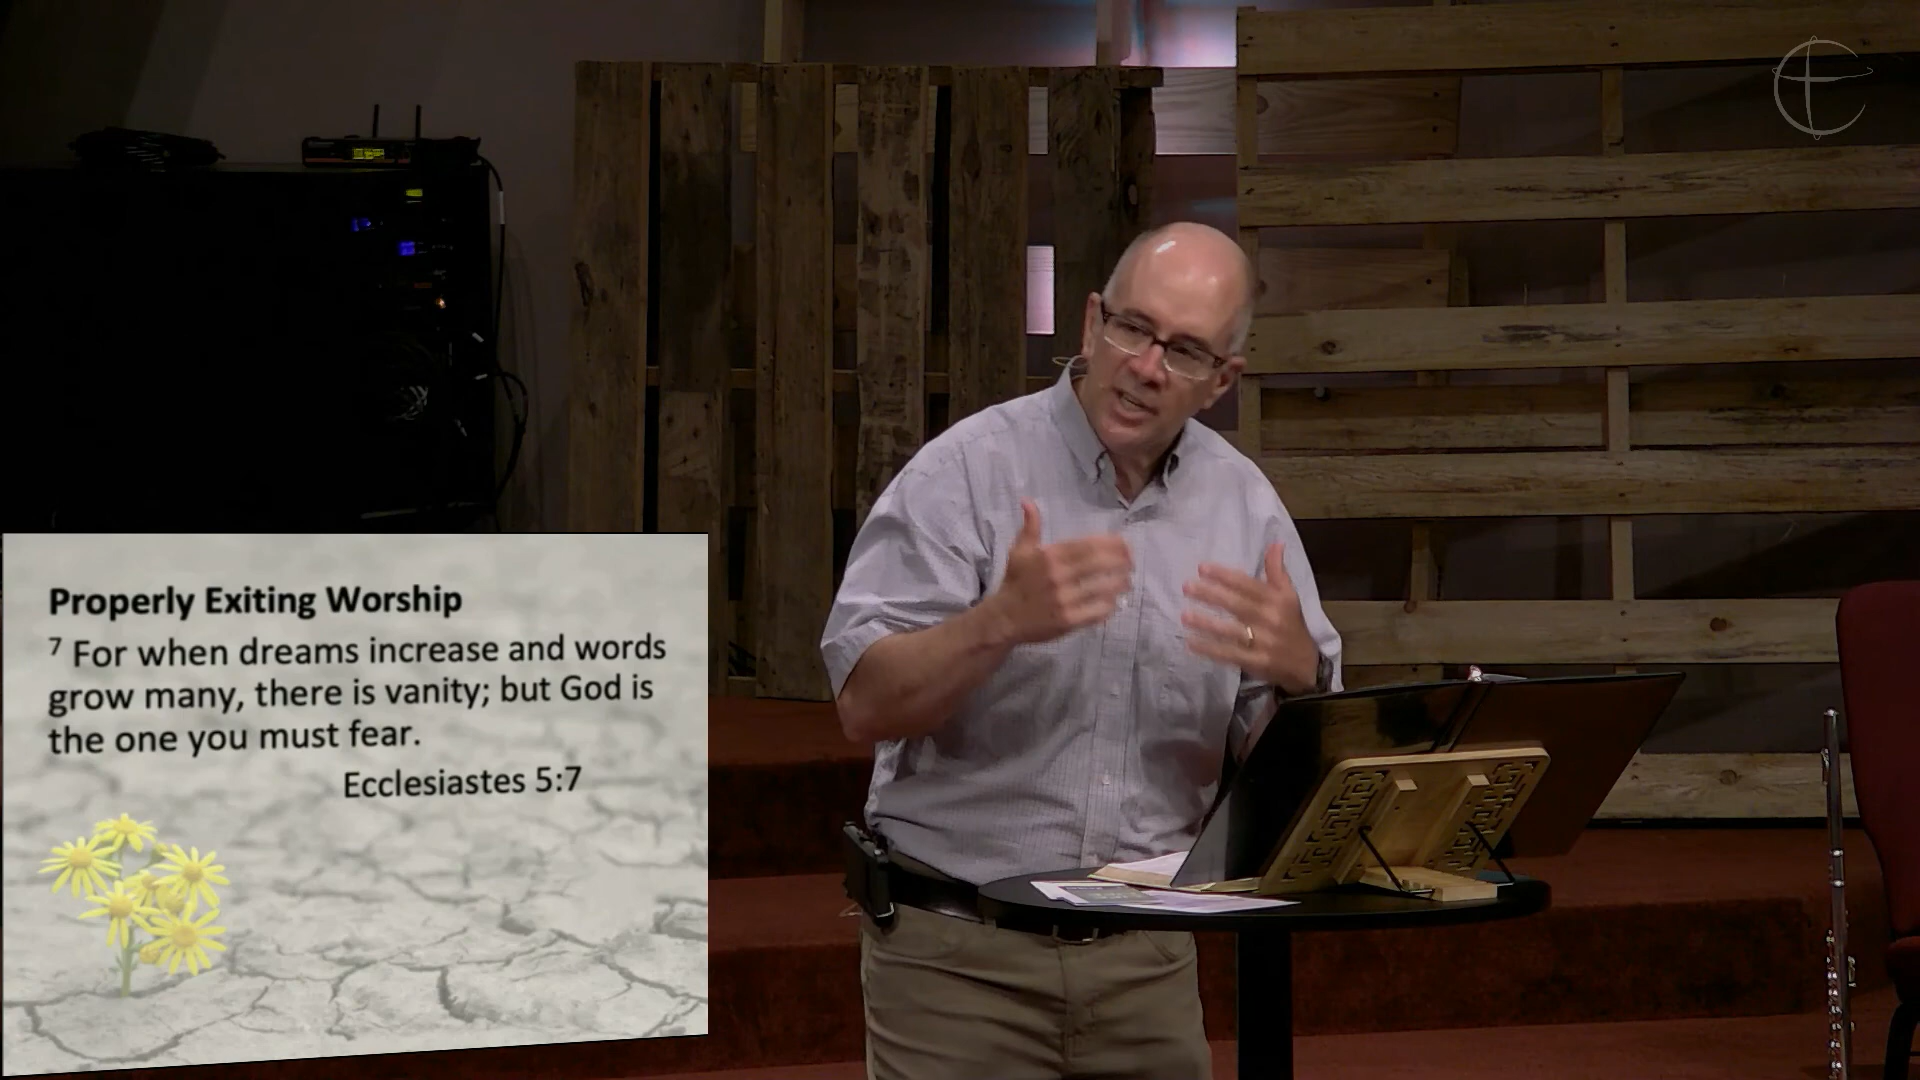 Properly Exiting Worship
⁷ For when dreams increase and words
grow many, there is vanity; but God is
the one you must fear.
Ecclesiastes 5:7